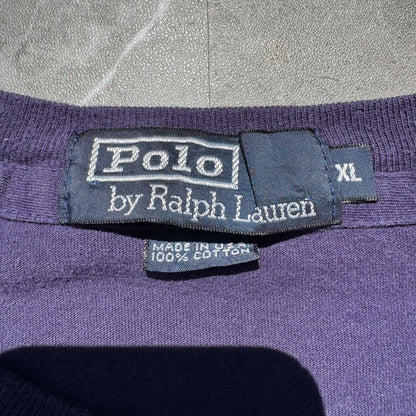 Polo
by Ralph Lauren
XL
MADE IN U.S.A.
100% COTTON